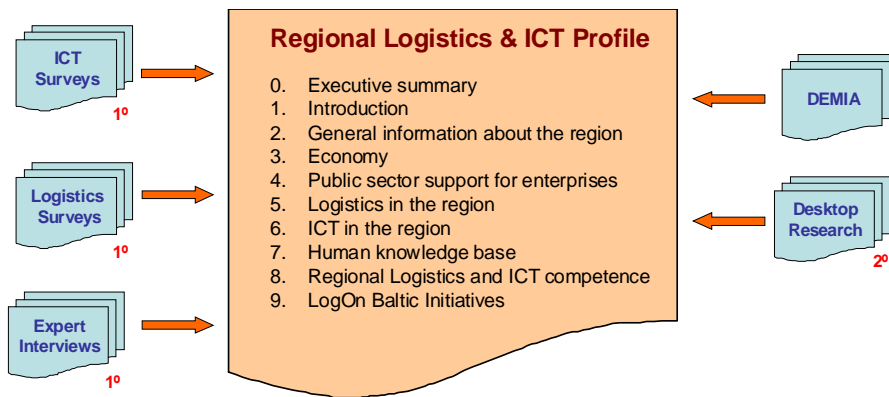 ICT
Surveys
1º
Logistics
Surveys
1º
Expert
Interviews
1º
Regional Logistics & ICT Profile
0. Executive summary
1. Introduction
2. General information about the region
3. Economy
4. Public sector support for enterprises
5. Logistics in the region
6. ICT in the region
7. Human knowledge base
8. Regional Logistics and ICT competence
9. LogOn Baltic Initiatives
DEMIA
Desktop
Research
2º